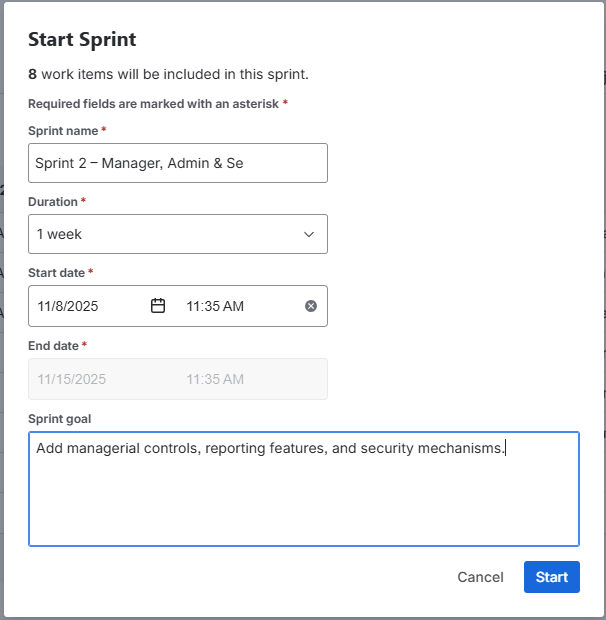 Start Sprint
8 work items will be included in this sprint.
Required fields are marked with an asterisk *
Sprint name *
Sprint 2 – Manager, Admin & Se
Duration *
1 week
Start date *
11/8/2025 11:35 AM
End date *
11/15/2025 11:35 AM
Sprint goal
Add managerial controls, reporting features, and security mechanisms.
Cancel Start